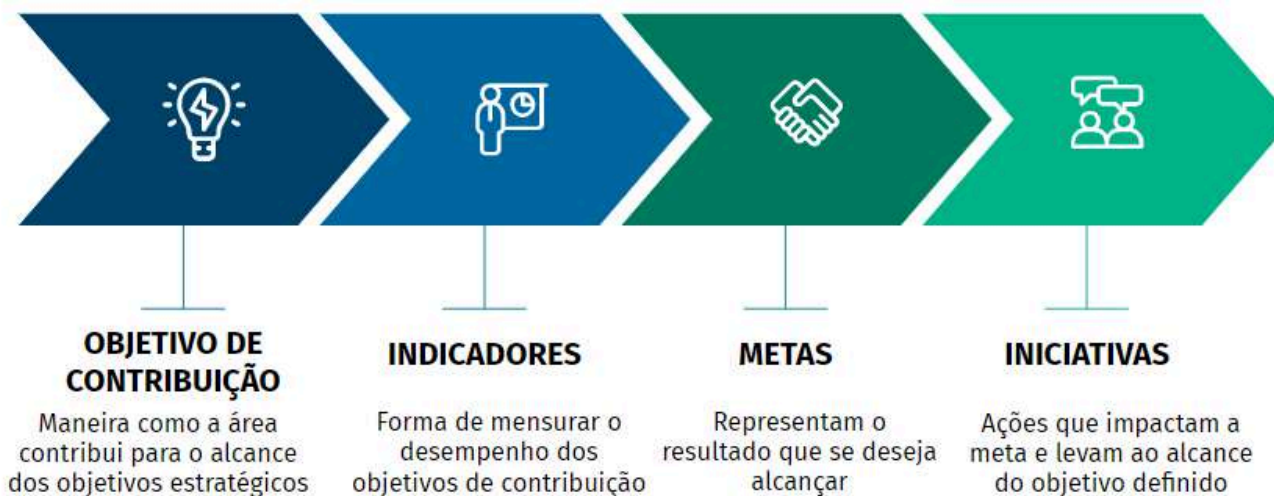 OBJETIVO DE
CONTRIBUIÇÃO
Maneira como a área
contribui para o alcance
dos objetivos estratégicos
INDICADORES
Forma de mensurar o
desempenho dos
objetivos de contribuição
METAS
Representam o
resultado que se deseja
alcançar
INICIATIVAS
Ações que impactam a
meta e levam ao alcance
do objetivo definido